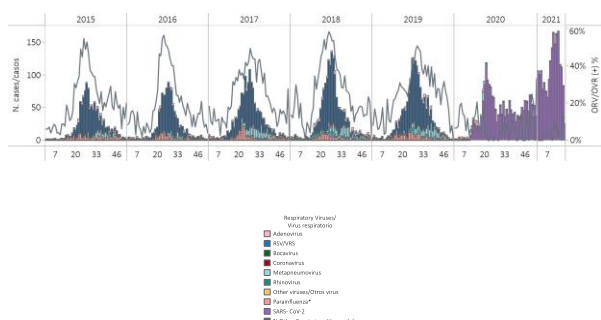 2015 2016 2017 2018 2019 2020 2021
150
100
50
0
N. cases/casos
60%
40%
20%
0%
ORV/OVR (+) %
7 20 33 46 7 20 33 46 7 20 33 46 7 20 33 46 7 20 33 46 7 20 33 46 7
Respiratory Viruses/
Virus respiratorio
Adenovirus
RSV/VRS
Bocavirus
Coronavirus
Metapneumovirus
Rhinovirus
Other viruses/Otros virus
Parainfluenza*
SARS- CoV-2